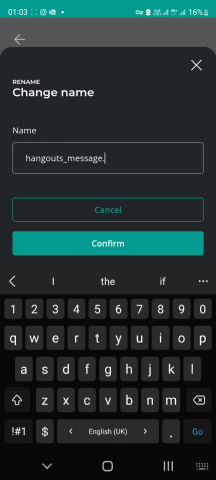 01:03 16%
RENAME
Change name
Name
hangouts_message.
Cancel
Confirm
I the if
1 2 3 4 5 6 7 8 9 0
q w e r t y u i o p
a s d f g h j k l
z x c v b n m
!#1 $ < English (UK) > . Go